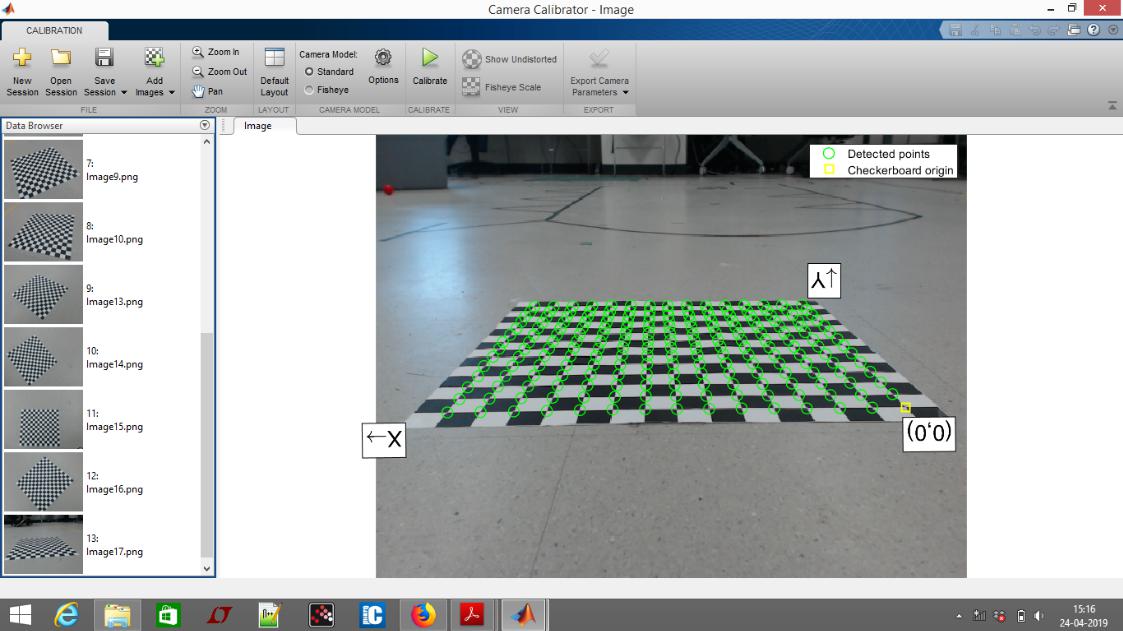 Camera Calibrator - Image
CALIBRATION
New Session
Open Session
Save Session
Add Images
FILE
Zoom In
Zoom Out
Pan
ZOOM
Default Layout
LAYOUT
Camera Model:
Standard
Fisheye
Options
CAMERA MODEL
Calibrate
CALIBRATE
Show Undistorted
Fisheye Scale
VIEW
Export Camera Parameters
EXPORT
Data Browser
7:
Image9.png
8:
Image10.png
9:
Image13.png
10:
Image14.png
11:
Image15.png
12:
Image16.png
13:
Image17.png
Image
Detected points
Checkerboard origin
Y→
←X
(0,0)
15:16
24-04-2019